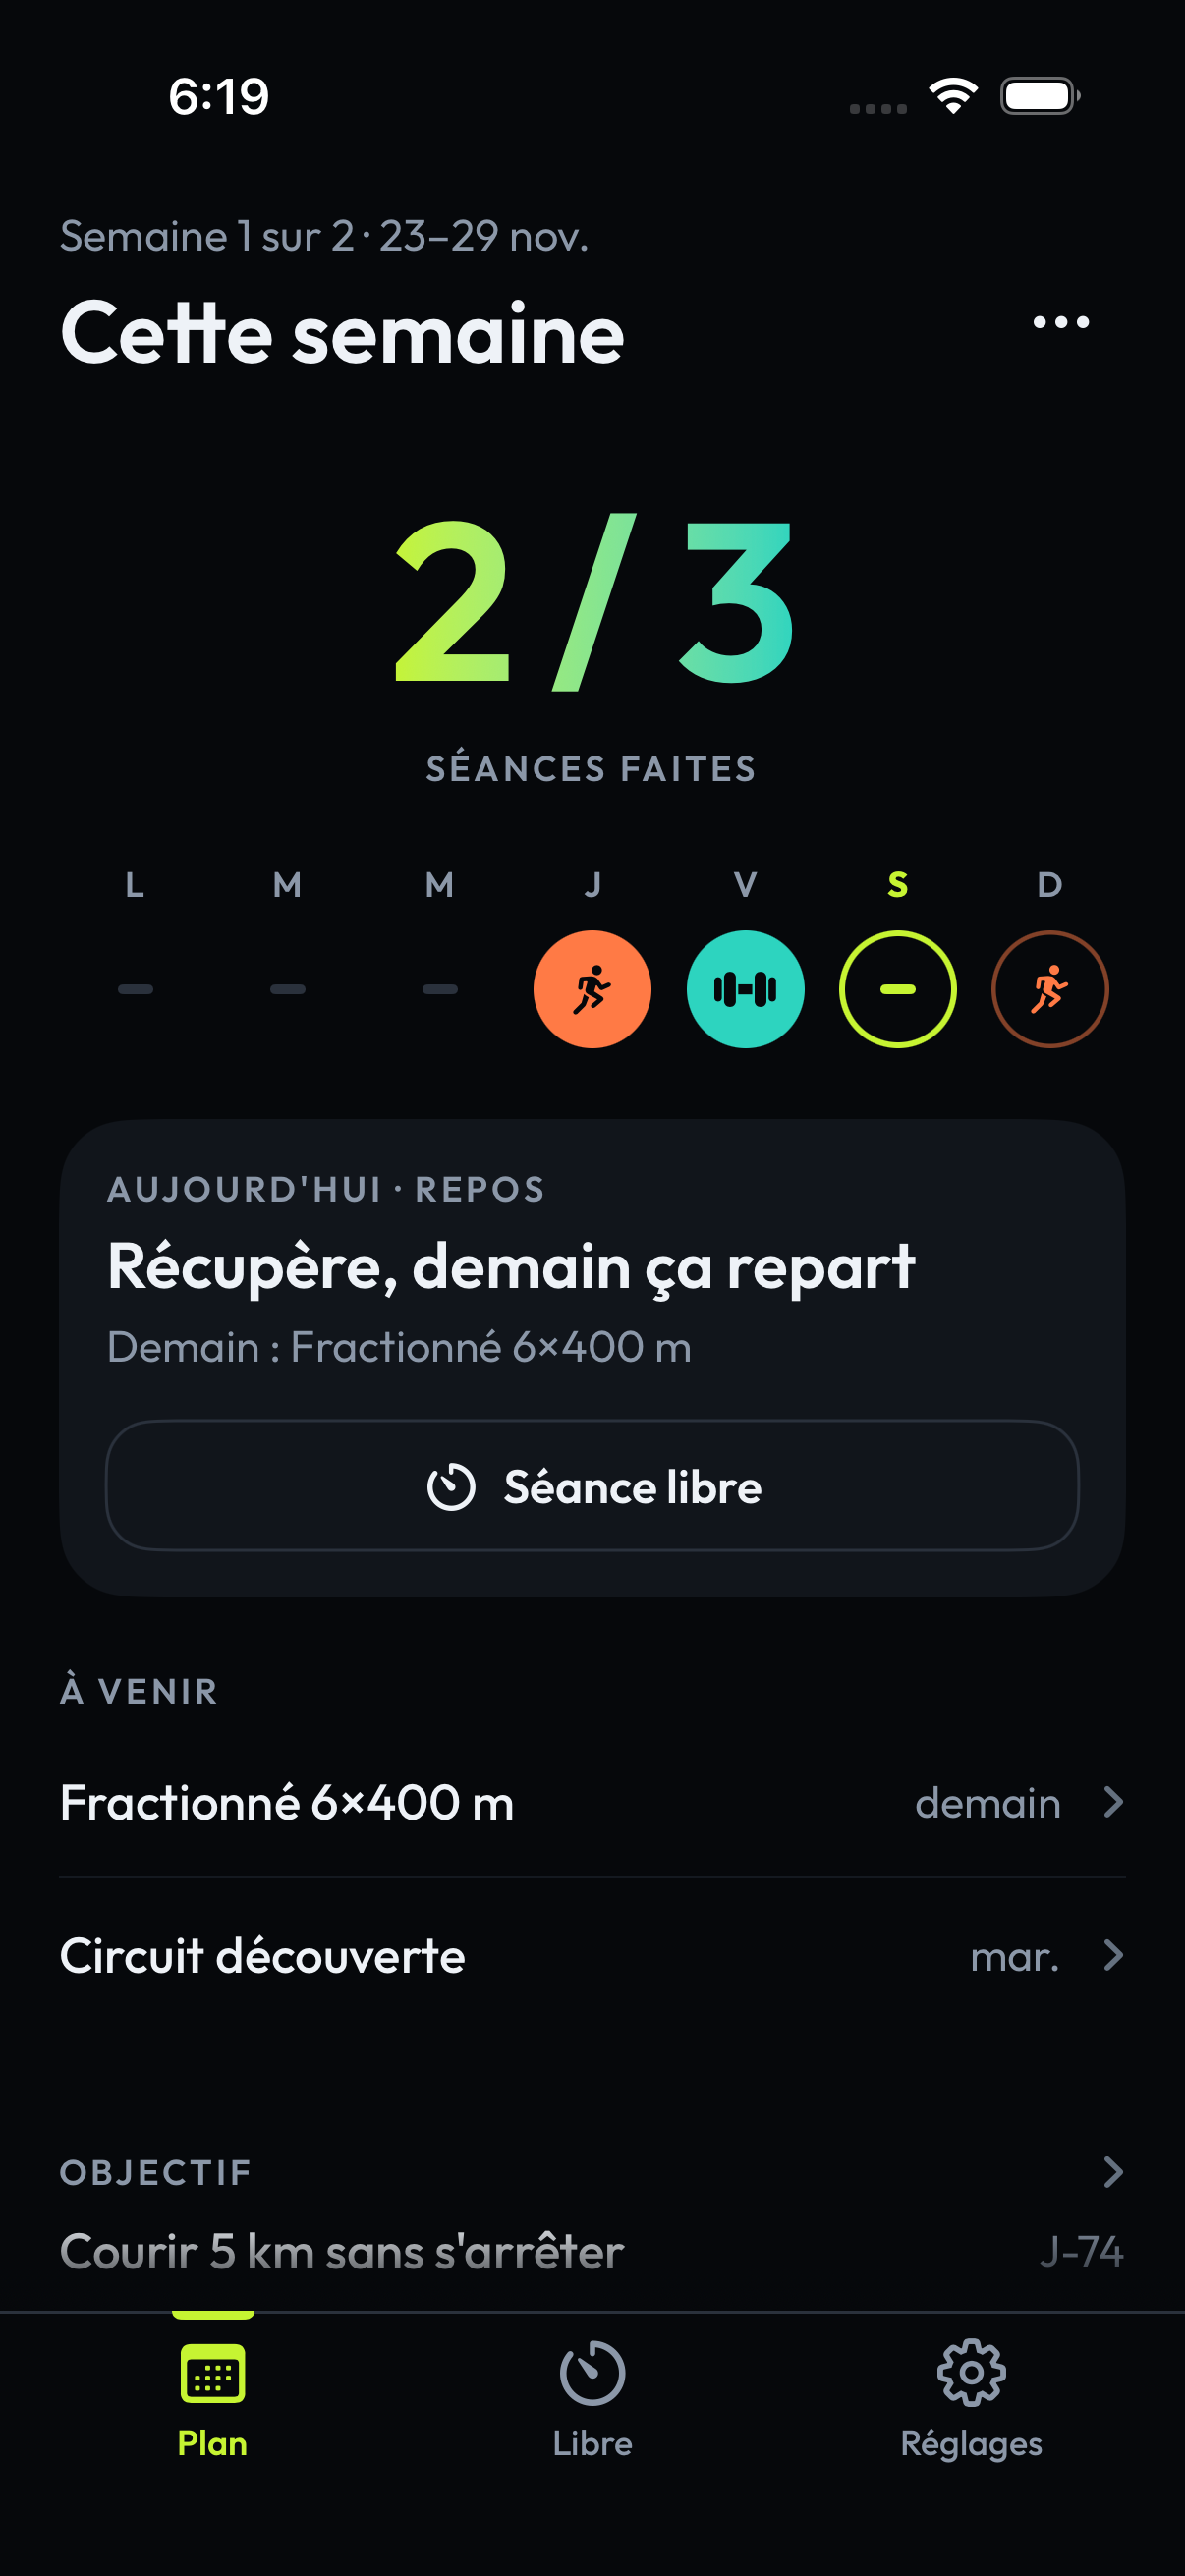 6:19
Semaine 1 sur 2 · 23–29 nov.
Cette semaine
2 / 3
SÉANCES FAITES
L M M J V S D
AUJOURD'HUI · REPOS
Récupère, demain ça repart
Demain : Fractionné 6×400 m
Séance libre
À VENIR
Fractionné 6×400 m demain
Circuit découverte mar.
OBJECTIF
Courir 5 km sans s'arrêter J-74
Plan Libre Réglages